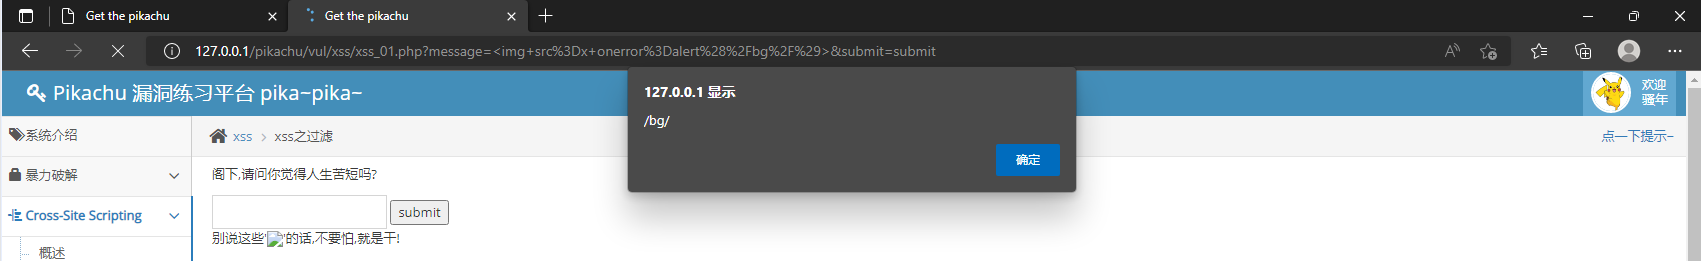 Get the pikachu
Get the pikachu
127.0.0.1/pikachu/vul/xss/xss_01.php?message=<img+src%3Dx+onerror%3Dalert%28%2Fbg%2F%29>&submit=submit
Pikachu 漏洞练习平台 pika~pika~
欢迎
骚年
127.0.0.1 显示
/bg/
确定
系统介绍
xss > xss之过滤
点一下提示~
暴力破解
阁下,请问你觉得人生苦短吗?
Cross-Site Scripting
submit
别说这些''的话,不要怕,就是干!
概述